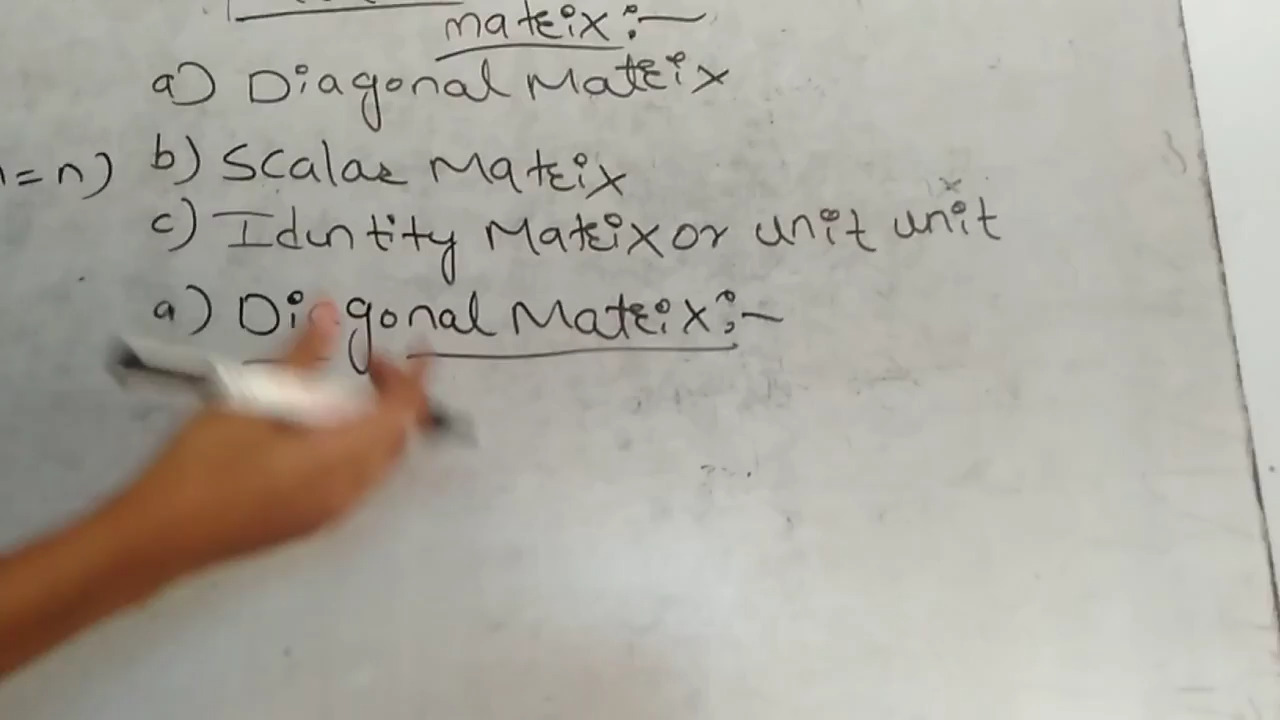 matrix :-
a) Diagonal Matrix
= n) b) Scalar Matrix
c) Identity Matrix or unit unit
a) Diagonal Matrix :-